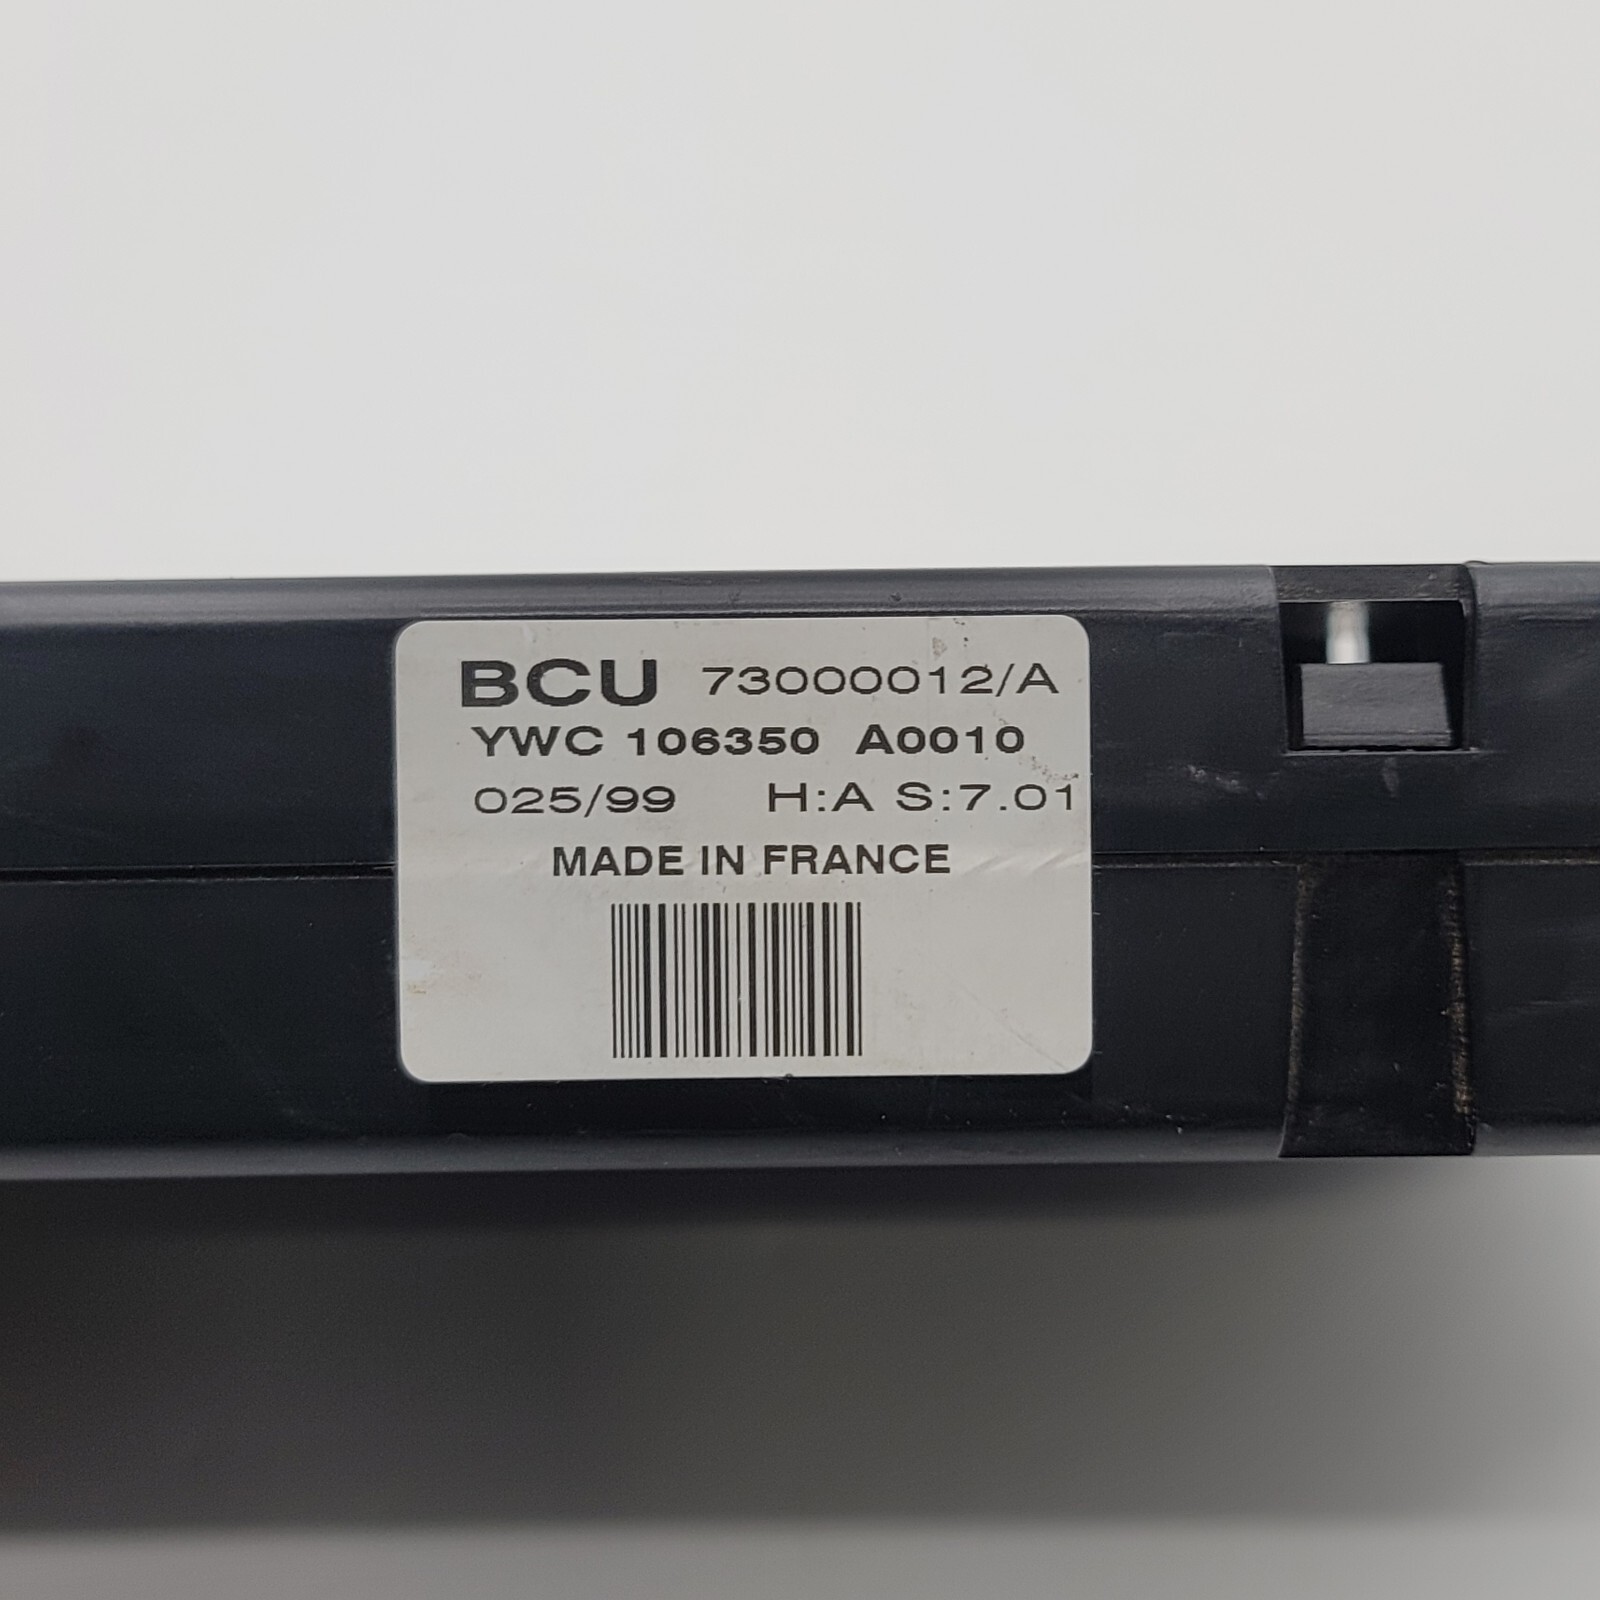 BCU 73000012/A
YWC 106350 A0010
025/99 H:A S:7.01
MADE IN FRANCE